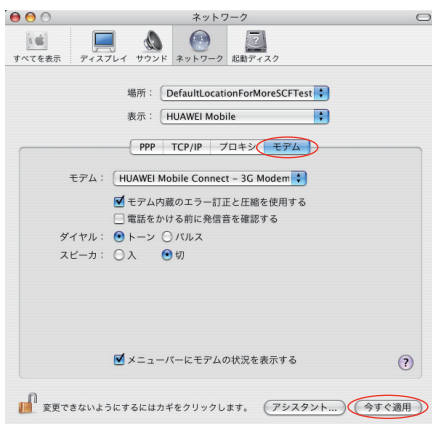 ネットワーク
すべてを表示 ディスプレイ サウンド ネットワーク 起動ディスク
場所： DefaultLocationForMoreSCFTest
表示： HUAWEI Mobile
PPP TCP/IP プロキシ モデム
モデム： HUAWEI Mobile Connect - 3G Modem
モデム内蔵のエラー訂正と圧縮を使用する
電話をかける前に発信音を確認する
ダイヤル： トーン パルス
スピーカ： 入 切
メニューバーにモデムの状況を表示する ?
変更できないようにするにはカギをクリックします。 アシスタント... 今すぐ適用